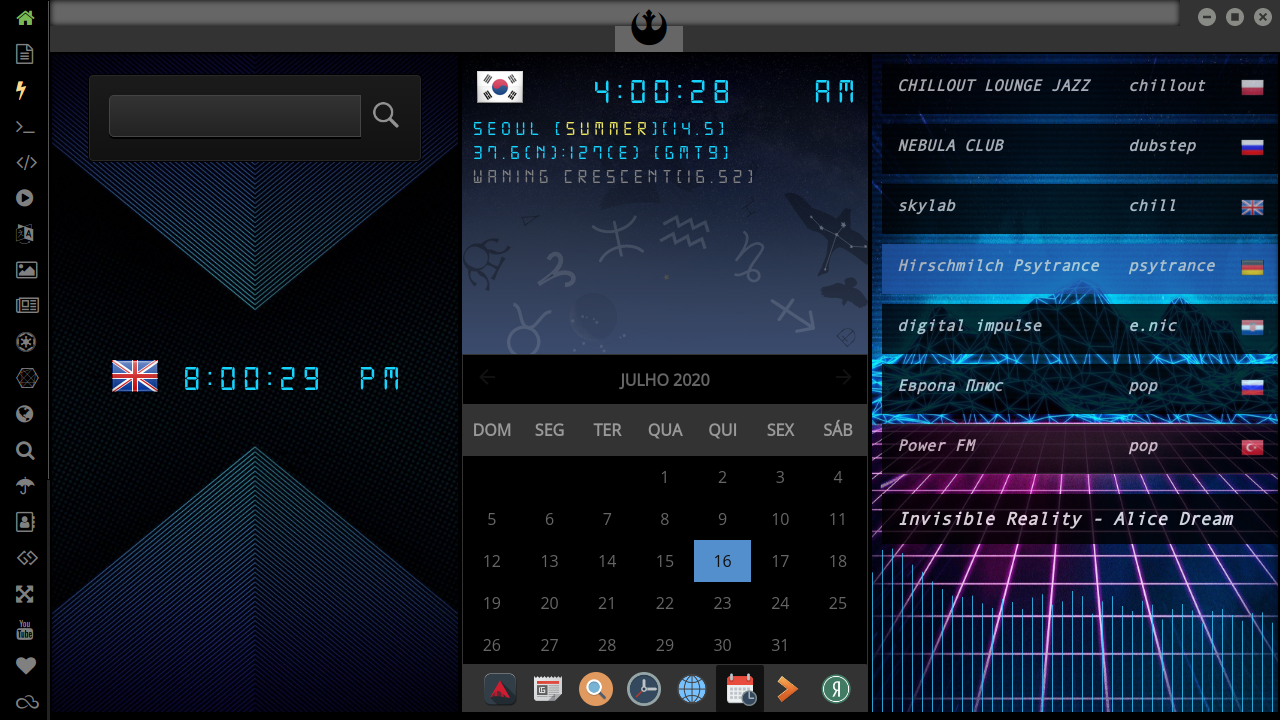 8:00:29 PM
4:00:28 AM
SEOUL [SUMMER][14.5]
37.6(N):127(E) [GMT9]
WANING CRESCENT[16.52]
JULHO 2020
DOM SEG TER QUA QUI SEX SÁB
1 2 3 4
5 6 7 8 9 10 11
12 13 14 15 16 17 18
19 20 21 22 23 24 25
26 27 28 29 30 31
CHILLOUT LOUNGE JAZZ chillout
NEBULA CLUB dubstep
skylab chill
Hirschmilch Psytrance psytrance
digital impulse e.nic
Европа Плюс pop
Power FM pop
Invisible Reality - Alice Dream
You
Tube
Я